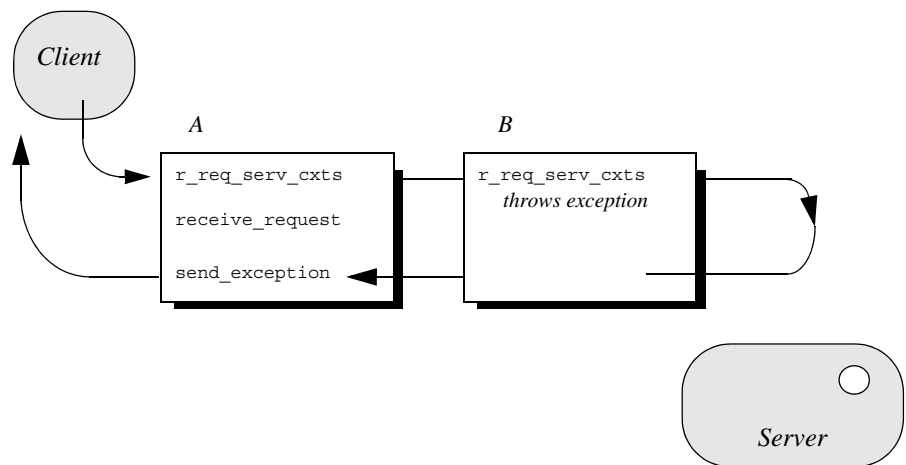 Client
A
B
r_req_serv_cxts
r_req_serv_cxts
throws exception
receive_request
send_exception
Server